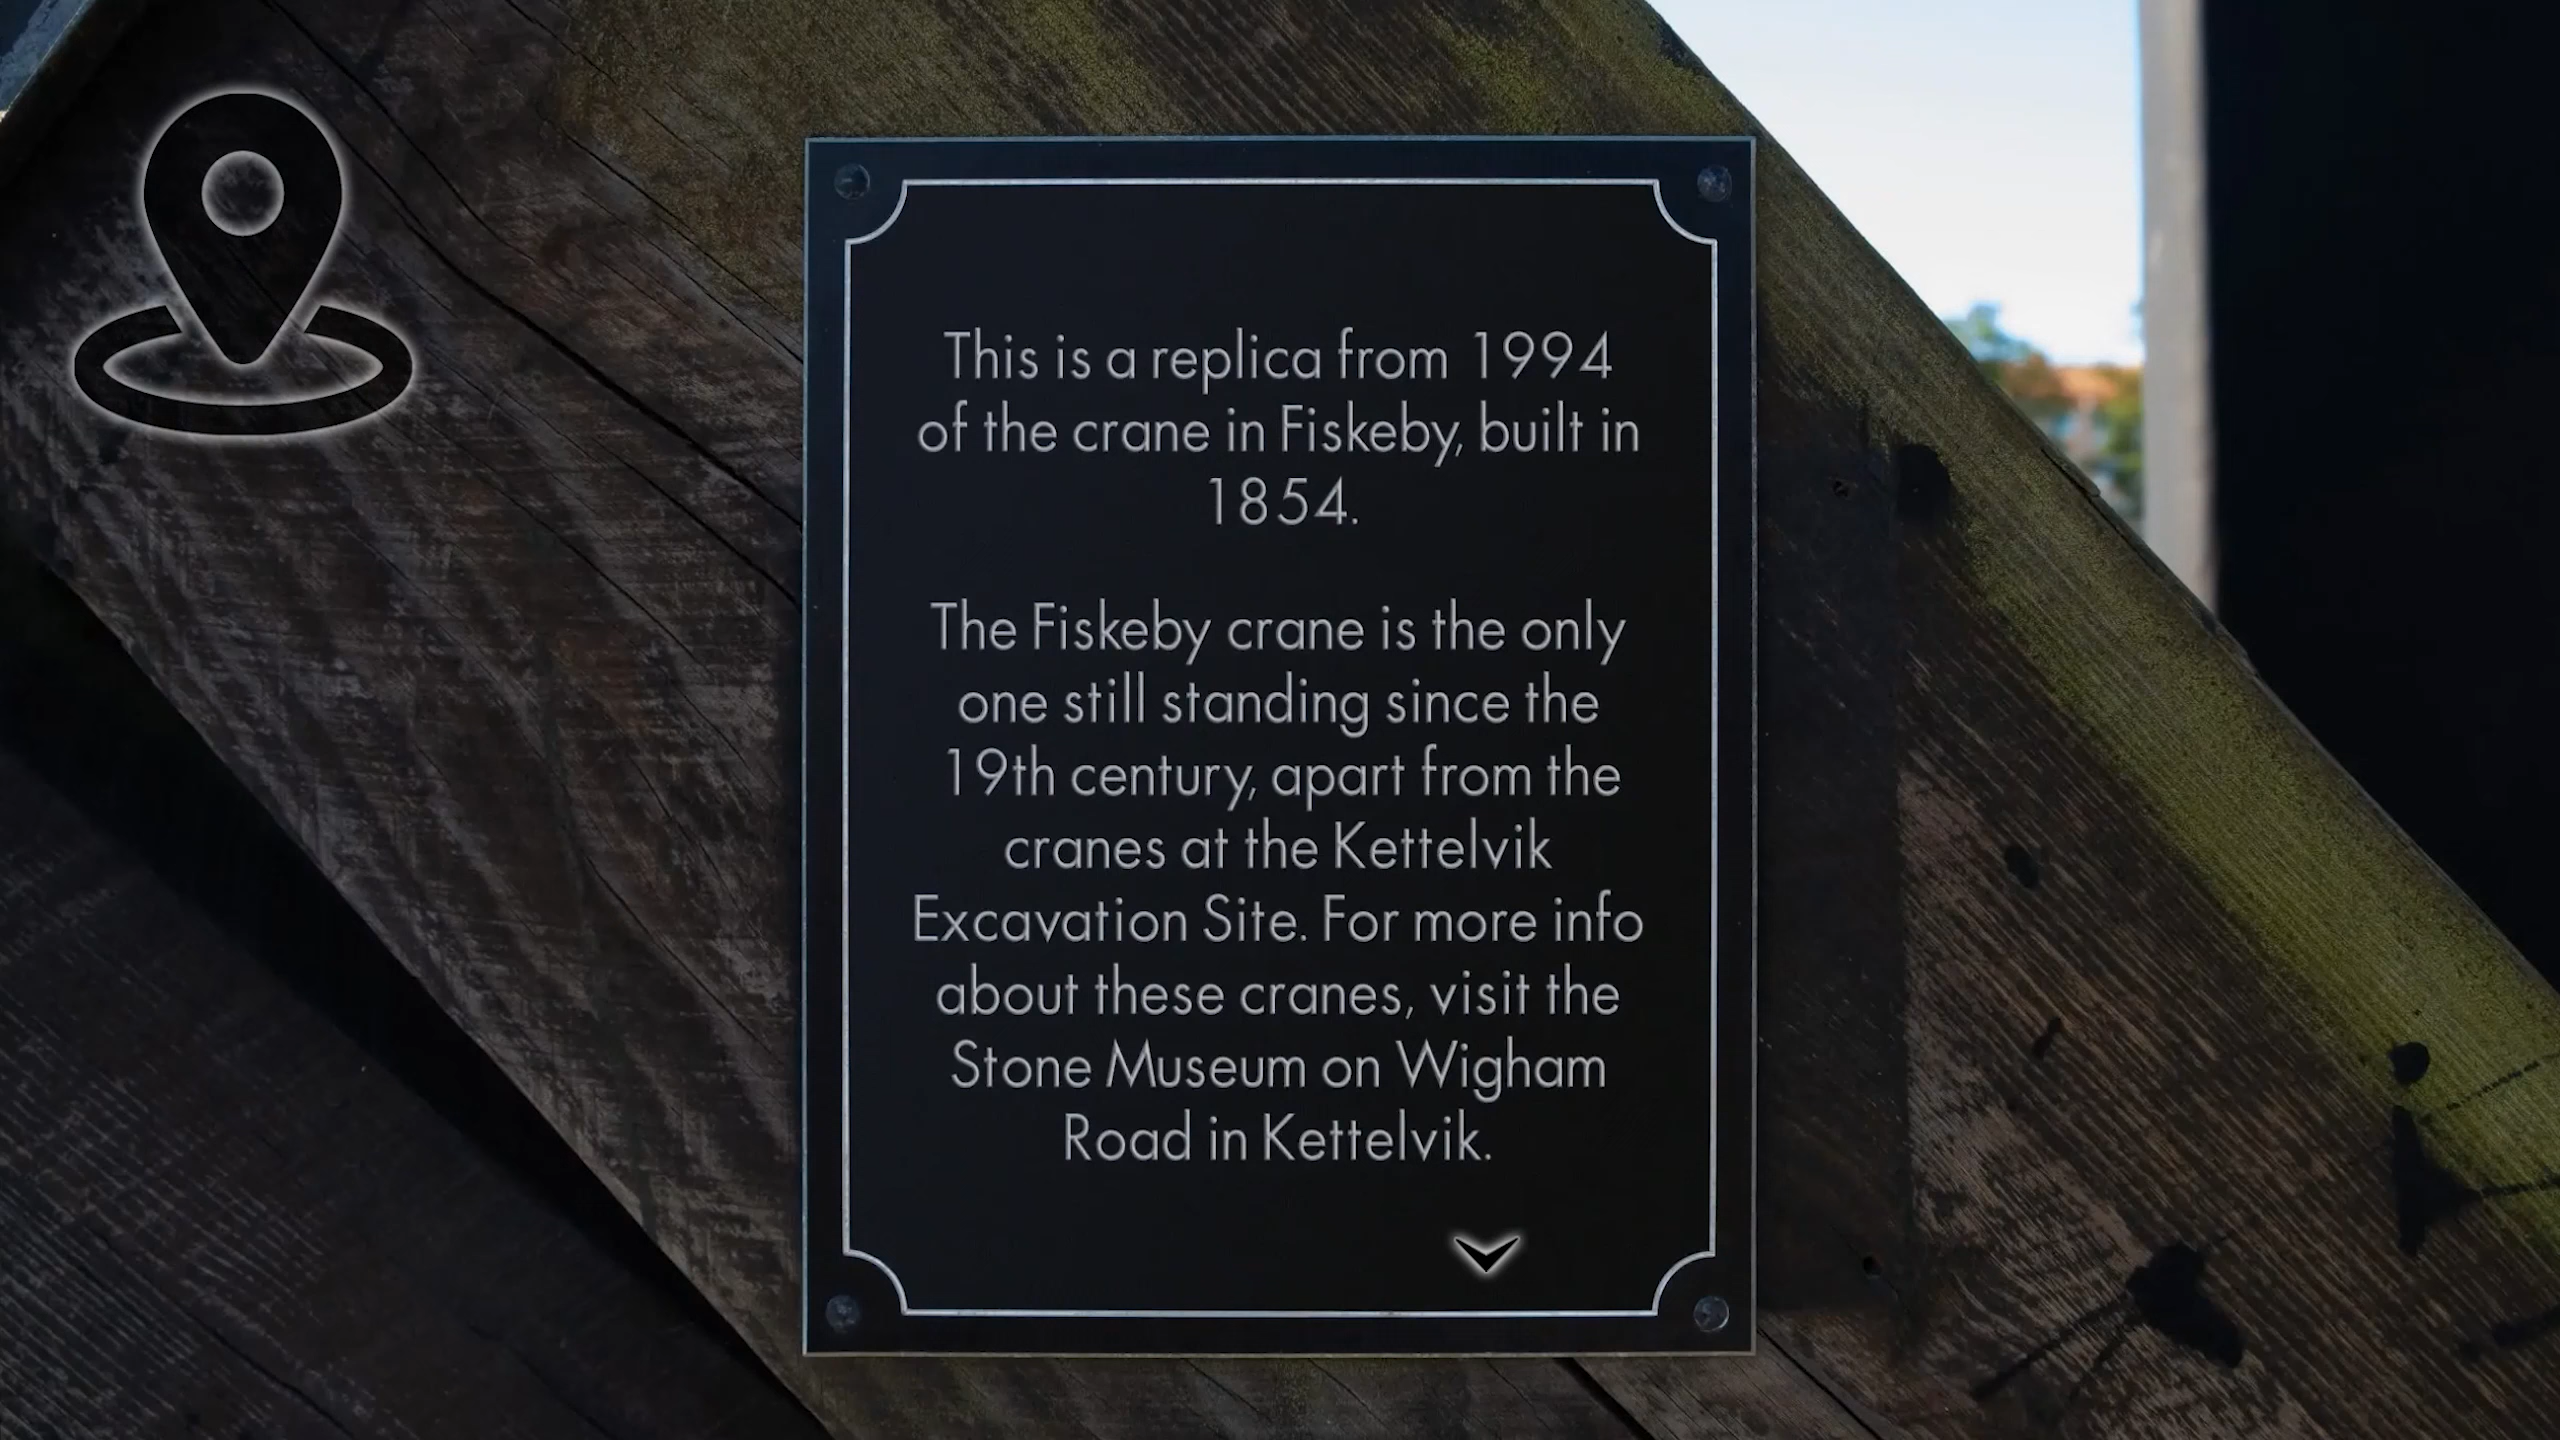 This is a replica from 1994
of the crane in Fiskeby, built in
1854.
The Fiskeby crane is the only
one still standing since the
19th century, apart from the
cranes at the Kettelvik
Excavation Site. For more info
about these cranes, visit the
Stone Museum on Wigham
Road in Kettelvik.